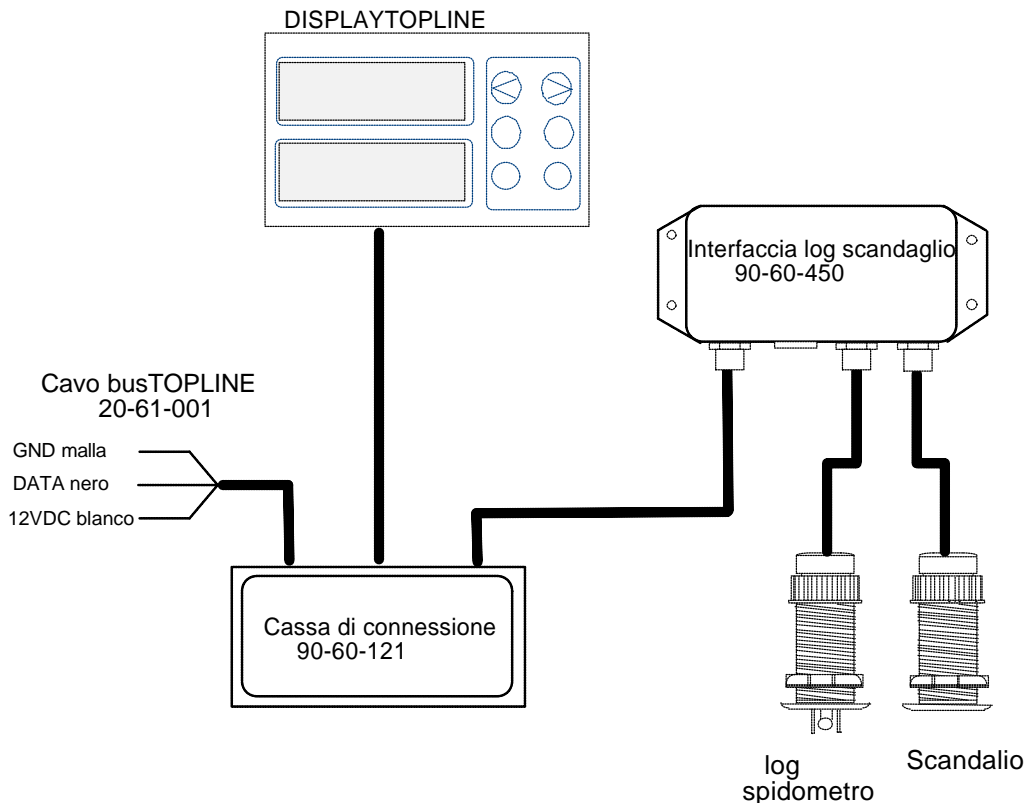 DISPLAYTOPLINE
Interfaccia log scandaglio
90-60-450
Cavo busTOPLINE
20-61-001
GND malla
DATA nero
12VDC blanco
Cassa di connessione
90-60-121
log
spidometro
Scandalio